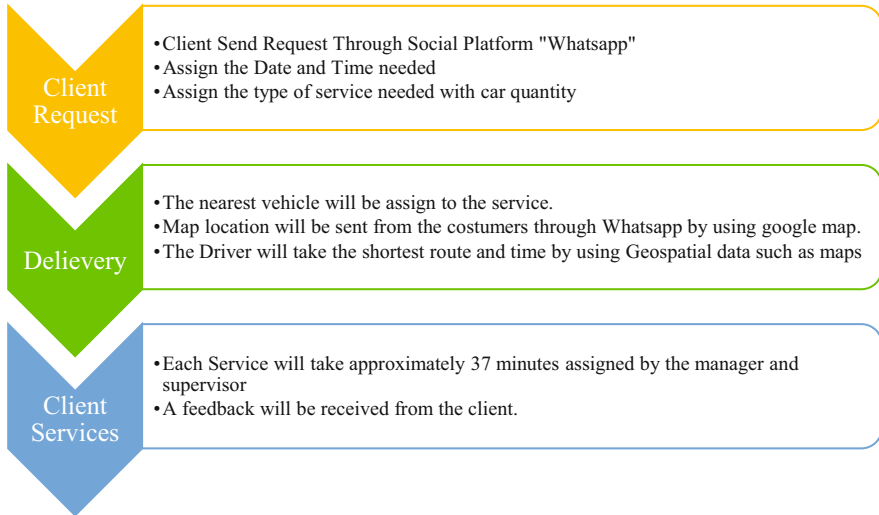 Client
Request
•Client Send Request Through Social Platform "Whatsapp"
•Assign the Date and Time needed
•Assign the type of service needed with car quantity
Delievery
•The nearest vehicle will be assign to the service.
•Map location will be sent from the costumers through Whatsapp by using google map.
•The Driver will take the shortest route and time by using Geospatial data such as maps
Client
Services
•Each Service will take approximately 37 minutes assigned by the manager and
supervisor
•A feedback will be received from the client.